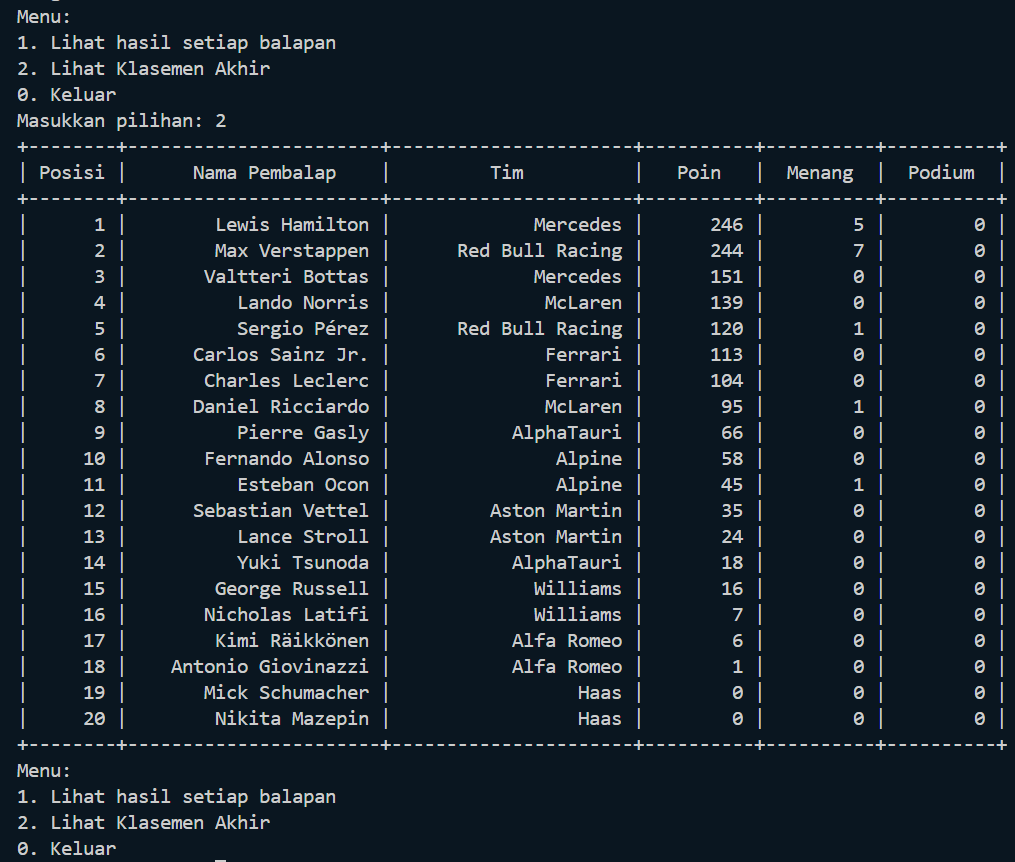 Menu:
1. Lihat hasil setiap balapan
2. Lihat Klasemen Akhir
0. Keluar
Masukkan pilihan: 2
+--------+-----------------------+----------------------+----------+----------+----------+
| Posisi | Nama Pembalap | Tim | Poin | Menang | Podium |
+--------+-----------------------+----------------------+----------+----------+----------+
| 1 | Lewis Hamilton | Mercedes | 246 | 5 | 0 |
| 2 | Max Verstappen | Red Bull Racing | 244 | 7 | 0 |
| 3 | Valtteri Bottas | Mercedes | 151 | 0 | 0 |
| 4 | Lando Norris | McLaren | 139 | 0 | 0 |
| 5 | Sergio Pérez | Red Bull Racing | 120 | 1 | 0 |
| 6 | Carlos Sainz Jr. | Ferrari | 113 | 0 | 0 |
| 7 | Charles Leclerc | Ferrari | 104 | 0 | 0 |
| 8 | Daniel Ricciardo | McLaren | 95 | 1 | 0 |
| 9 | Pierre Gasly | AlphaTauri | 66 | 0 | 0 |
| 10 | Fernando Alonso | Alpine | 58 | 0 | 0 |
| 11 | Esteban Ocon | Alpine | 45 | 1 | 0 |
| 12 | Sebastian Vettel | Aston Martin | 35 | 0 | 0 |
| 13 | Lance Stroll | Aston Martin | 24 | 0 | 0 |
| 14 | Yuki Tsunoda | AlphaTauri | 18 | 0 | 0 |
| 15 | George Russell | Williams | 16 | 0 | 0 |
| 16 | Nicholas Latifi | Williams | 7 | 0 | 0 |
| 17 | Kimi Räikkönen | Alfa Romeo | 6 | 0 | 0 |
| 18 | Antonio Giovinazzi | Alfa Romeo | 1 | 0 | 0 |
| 19 | Mick Schumacher | Haas | 0 | 0 | 0 |
| 20 | Nikita Mazepin | Haas | 0 | 0 | 0 |
+--------+-----------------------+----------------------+----------+----------+----------+
Menu:
1. Lihat hasil setiap balapan
2. Lihat Klasemen Akhir
0. Keluar